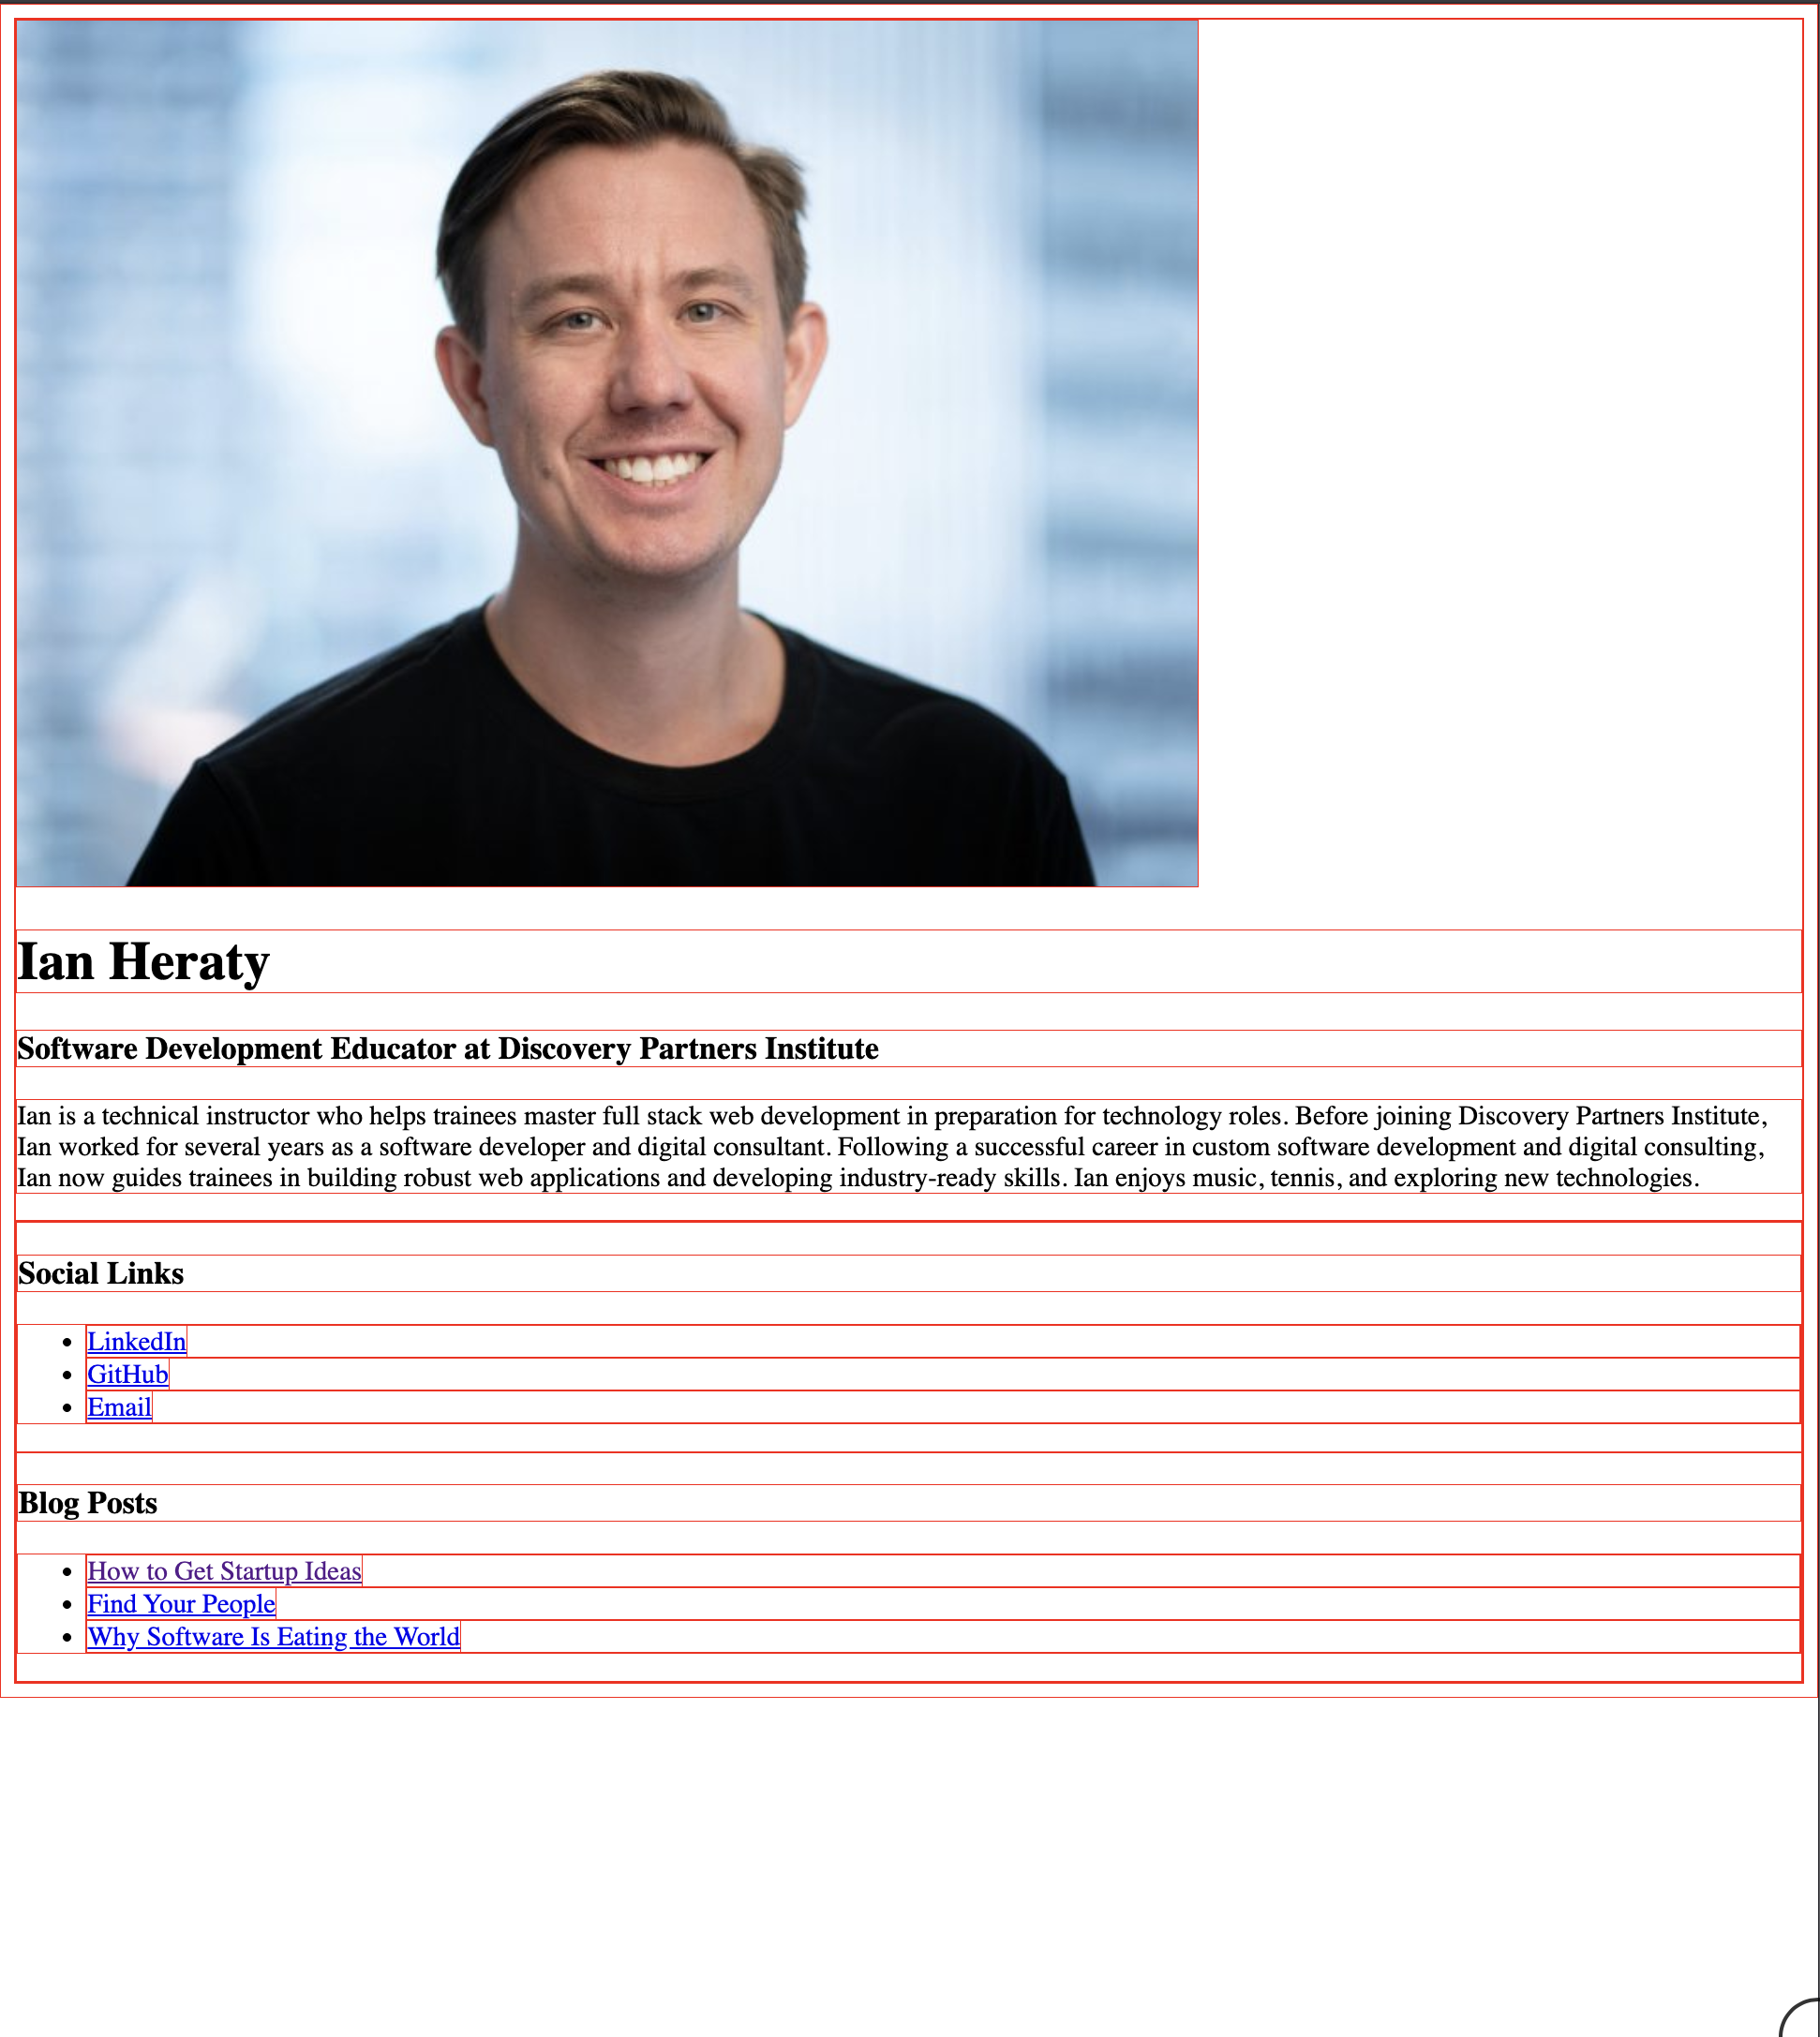 Ian Heraty
Software Development Educator at Discovery Partners Institute
Ian is a technical instructor who helps trainees master full stack web development in preparation for technology roles. Before joining Discovery Partners Institute,
Ian worked for several years as a software developer and digital consultant. Following a successful career in custom software development and digital consulting,
Ian now guides trainees in building robust web applications and developing industry-ready skills. Ian enjoys music, tennis, and exploring new technologies.
Social Links
LinkedIn
GitHub
Email
Blog Posts
How to Get Startup Ideas
Find Your People
Why Software Is Eating the World